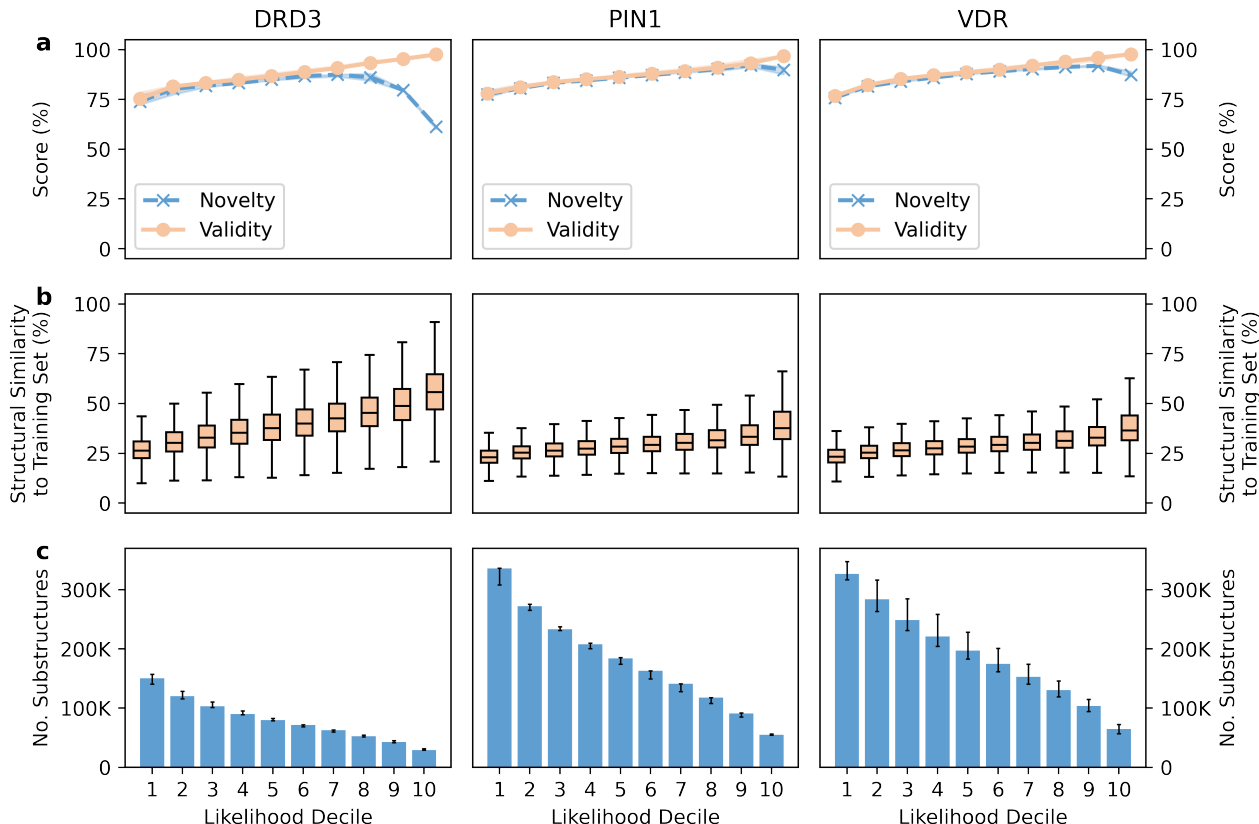 DRD3
PIN1
VDR
a
100
75
50
25
0
Score (%)
Novelty
Validity
Novelty
Validity
Novelty
Validity
100
75
50
25
0
Score (%)
b
100
75
50
25
0
Structural Similarity
to Training Set (%)
100
75
50
25
0
Structural Similarity
to Training Set (%)
c
300K
200K
100K
0
No. Substructures
300K
200K
100K
0
No. Substructures
1 2 3 4 5 6 7 8 9 10
1 2 3 4 5 6 7 8 9 10
1 2 3 4 5 6 7 8 9 10
Likelihood Decile
Likelihood Decile
Likelihood Decile